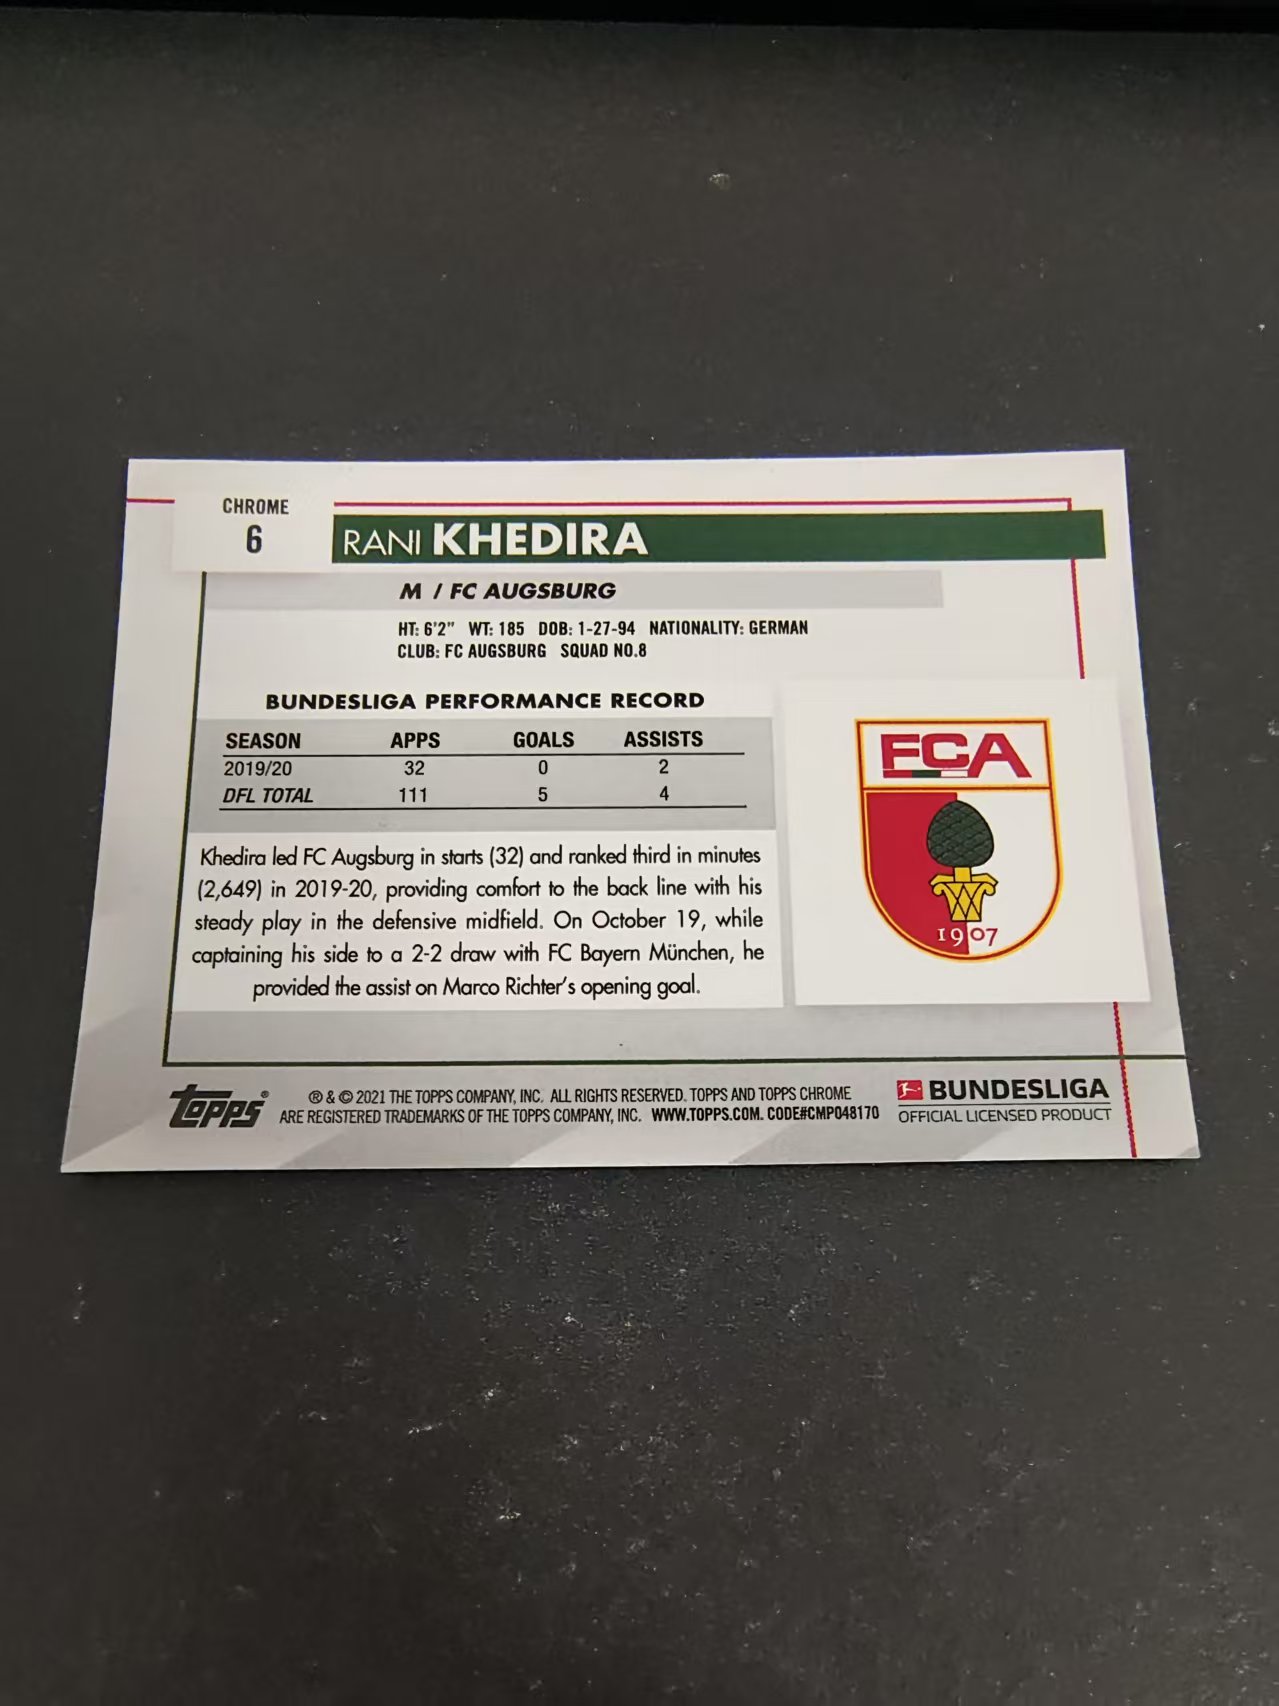 CHROME
6
RANI KHEDIRA
M / FC AUGSBURG
HT: 6'2" WT: 185 DOB: 1-27-94 NATIONALITY: GERMAN
CLUB: FC AUGSBURG SQUAD NO.8
BUNDESLIGA PERFORMANCE RECORD
SEASON APPS GOALS ASSISTS
2019/20 32 0 2
DFL TOTAL 111 5 4
Khedira led FC Augsburg in starts (32) and ranked third in minutes
(2,649) in 2019-20, providing comfort to the back line with his
steady play in the defensive midfield. On October 19, while
captaining his side to a 2-2 draw with FC Bayern München, he
provided the assist on Marco Richter's opening goal.
FCA
1907
Topps®
® & © 2021 THE TOPPS COMPANY, INC. ALL RIGHTS RESERVED. TOPPS AND TOPPS CHROME
ARE REGISTERED TRADEMARKS OF THE TOPPS COMPANY, INC. WWW.TOPPS.COM. CODE#CMP048170
BUNDESLIGA
OFFICIAL LICENSED PRODUCT